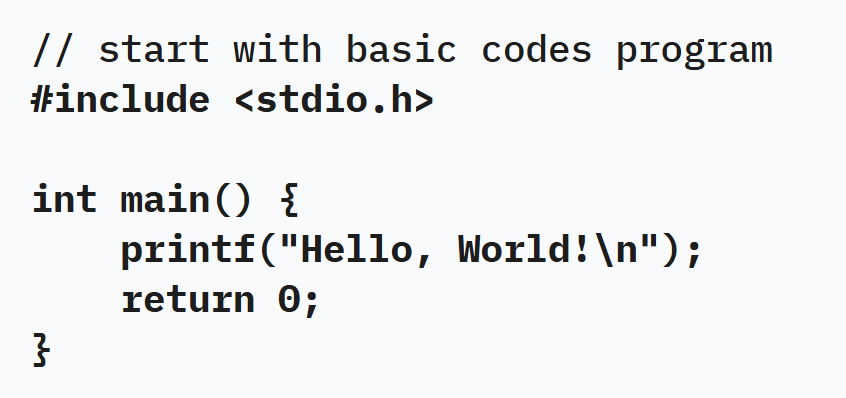 // start with basic codes program
#include <stdio.h>

int main() {
    printf("Hello, World!\n");
    return 0;
}